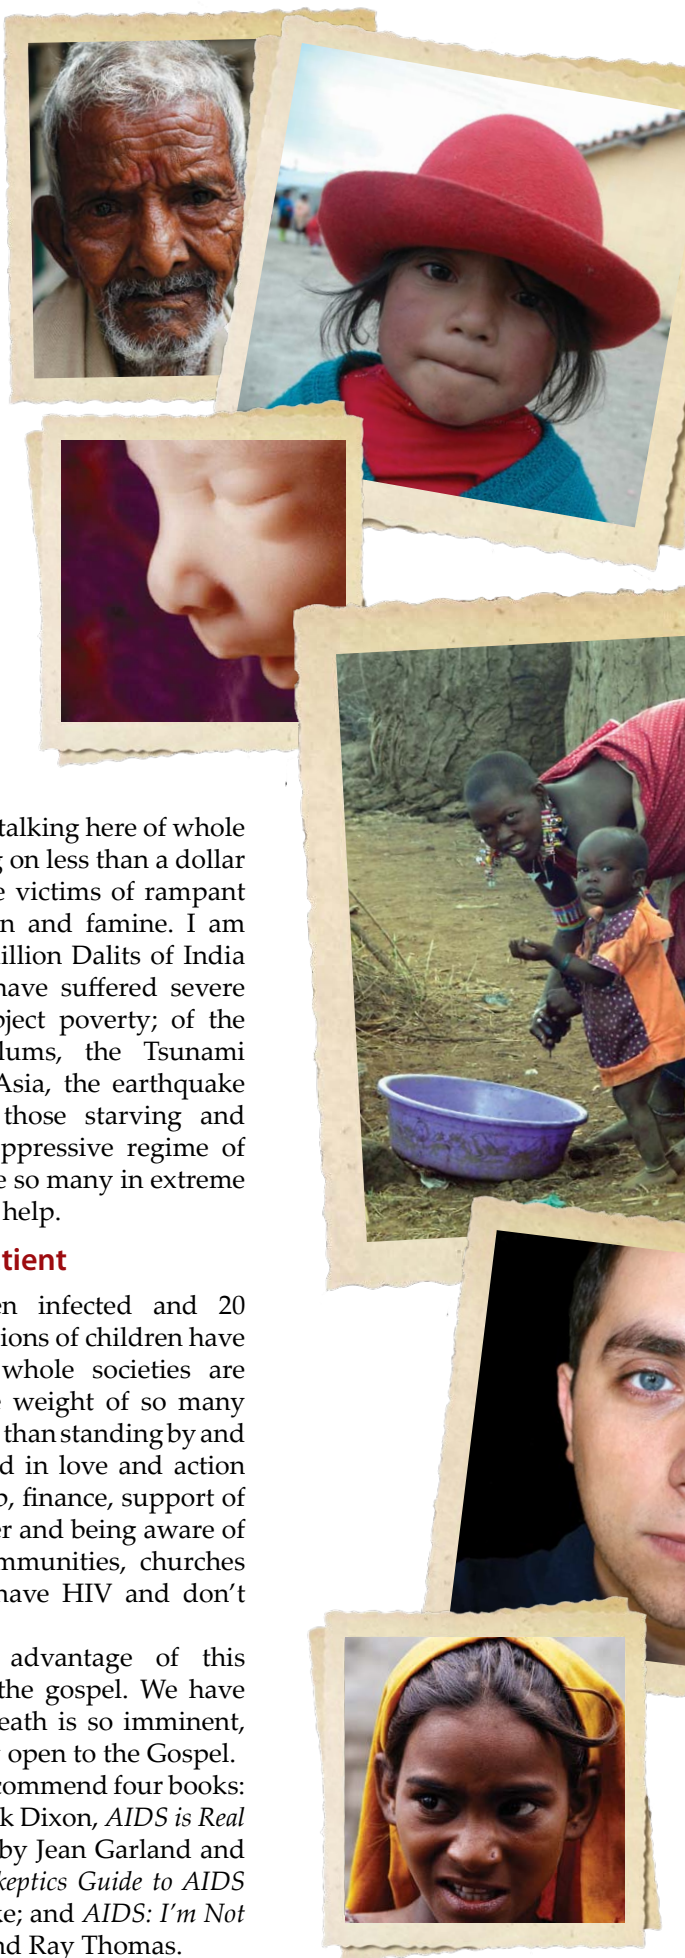 talking here of whole
g on less than a dollar
e victims of rampant
n and famine. I am
illion Dalits of India
have suffered severe
bject poverty; of the
lums, the Tsunami
Asia, the earthquake
those starving and
ppressive regime of
e so many in extreme
help.
tient
en infected and 20
ions of children have
whole societies are
e weight of so many
than standing by and
d in love and action
p, finance, support of
er and being aware of
mmunities, churches
have HIV and don't
advantage of this
the gospel. We have
eath is so imminent,
open to the Gospel.
commend four books:
k Dixon, AIDS is Real
by Jean Garland and
keptics Guide to AIDS
ke; and AIDS: I'm Not
nd Ray Thomas.